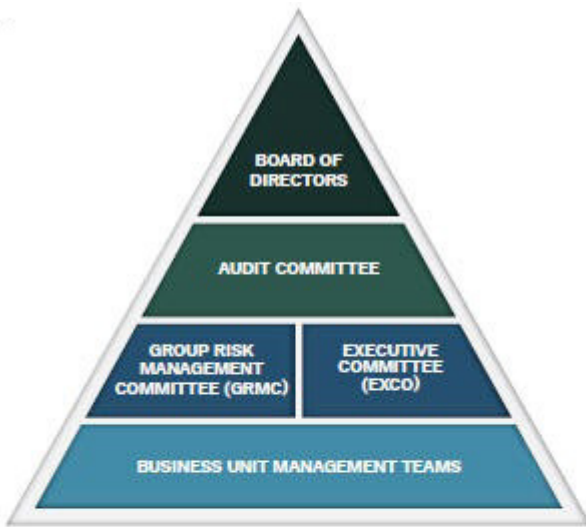 BOARD OF
DIRECTORS
AUDIT COMMITTEE
GROUP RISK
MANAGEMENT
COMMITTEE (GRMC)
EXECUTIVE
COMMITTEE
(EXCO)
BUSINESS UNIT MANAGEMENT TEAMS